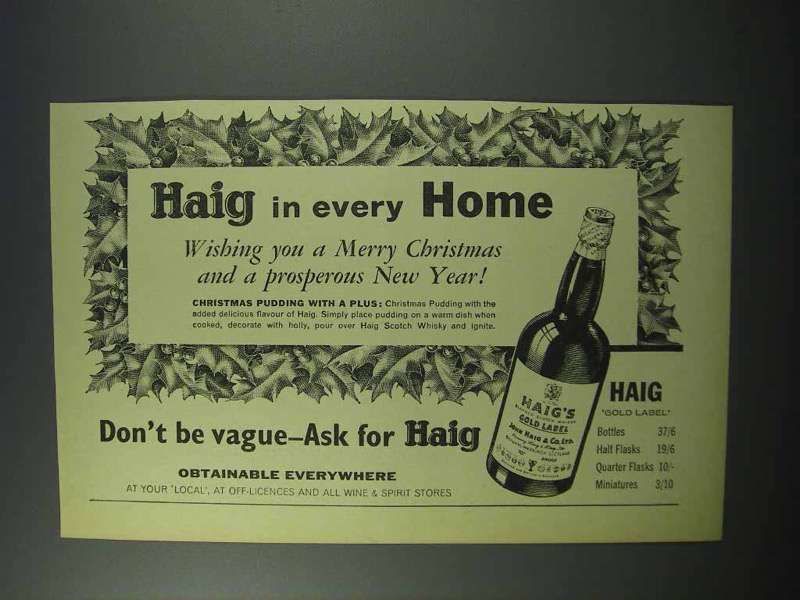 Haig in every Home
Wishing you a Merry Christmas
and a prosperous New Year!
CHRISTMAS PUDDING WITH A PLUS: Christmas Pudding with the
added delicious flavour of Haig. Simply place pudding on a warm dish when
cooked, decorate with holly, pour over Haig Scotch Whisky and ignite.
Don't be vague–Ask for Haig
OBTAINABLE EVERYWHERE
AT YOUR 'LOCAL', AT OFF-LICENCES AND ALL WINE & SPIRIT STORES
HAIG'S
GOLD LABEL
John Haig & Co. Ltd.
HAIG
'GOLD LABEL'
Bottles 37/6
Half Flasks 19/6
Quarter Flasks 10/-
Miniatures 3/10